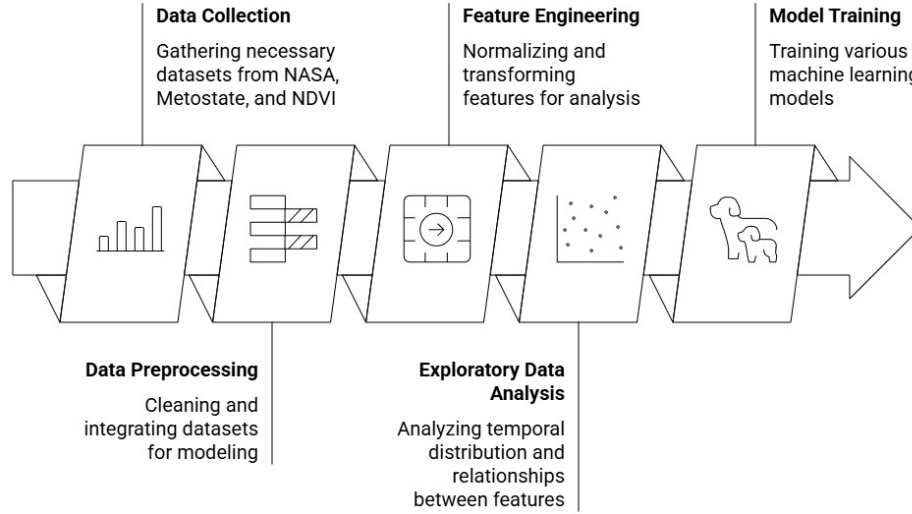 Data Collection
Gathering necessary
datasets from NASA,
Metostate, and NDVI
Feature Engineering
Normalizing and
transforming
features for analysis
Model Training
Training various
machine learning
models
Data Preprocessing
Cleaning and
integrating datasets
for modeling
Exploratory Data
Analysis
Analyzing temporal
distribution and
relationships
between features